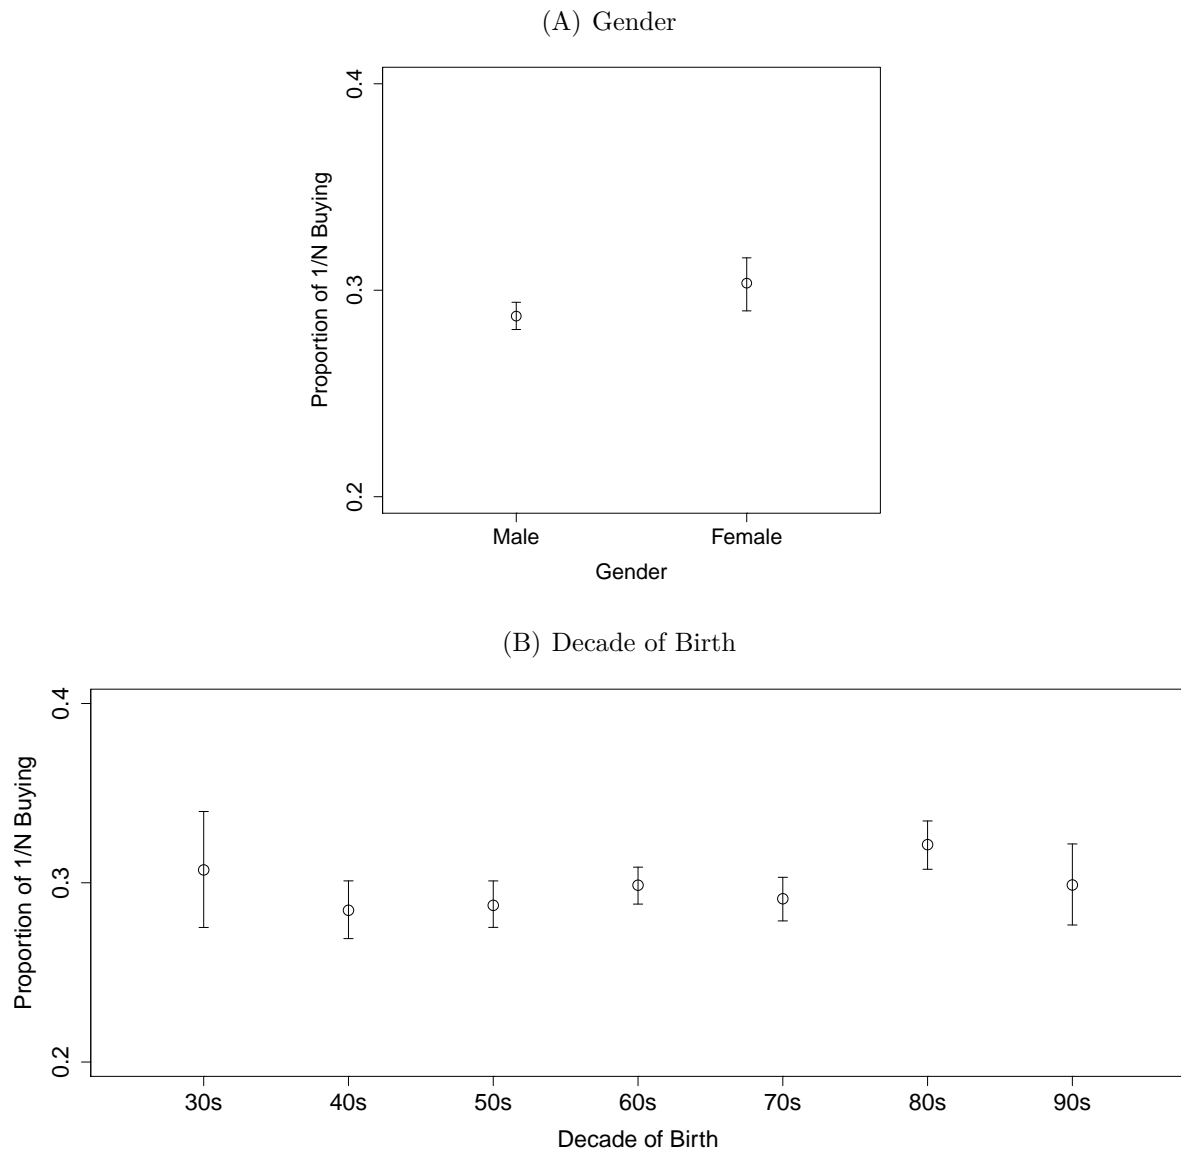 (A) Gender
0.4
0.3
0.2
Proportion of 1/N Buying
Male Female
Gender
(B) Decade of Birth
0.4
0.3
0.2
Proportion of 1/N Buying
30s 40s 50s 60s 70s 80s 90s
Decade of Birth